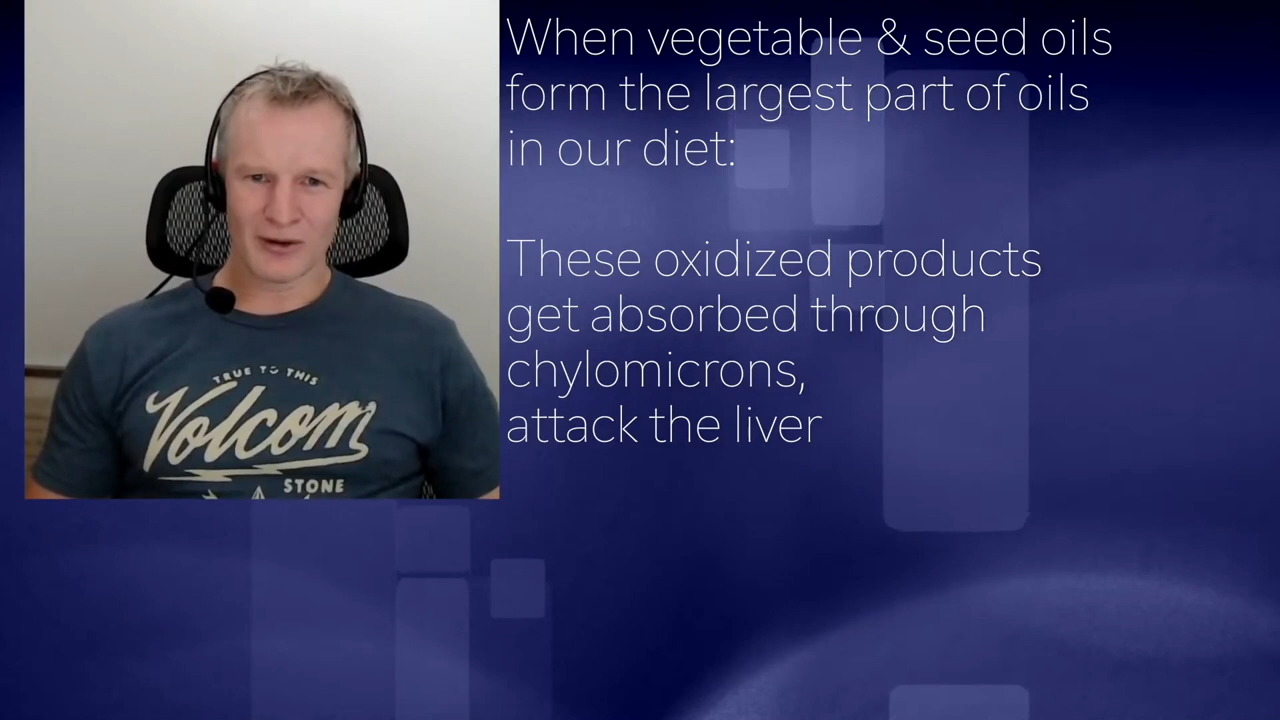 When vegetable & seed oils
form the largest part of oils
in our diet:
These oxidized products
get absorbed through
chylomicrons,
attack the liver
TRUE TO THIS
Volcom
STONE